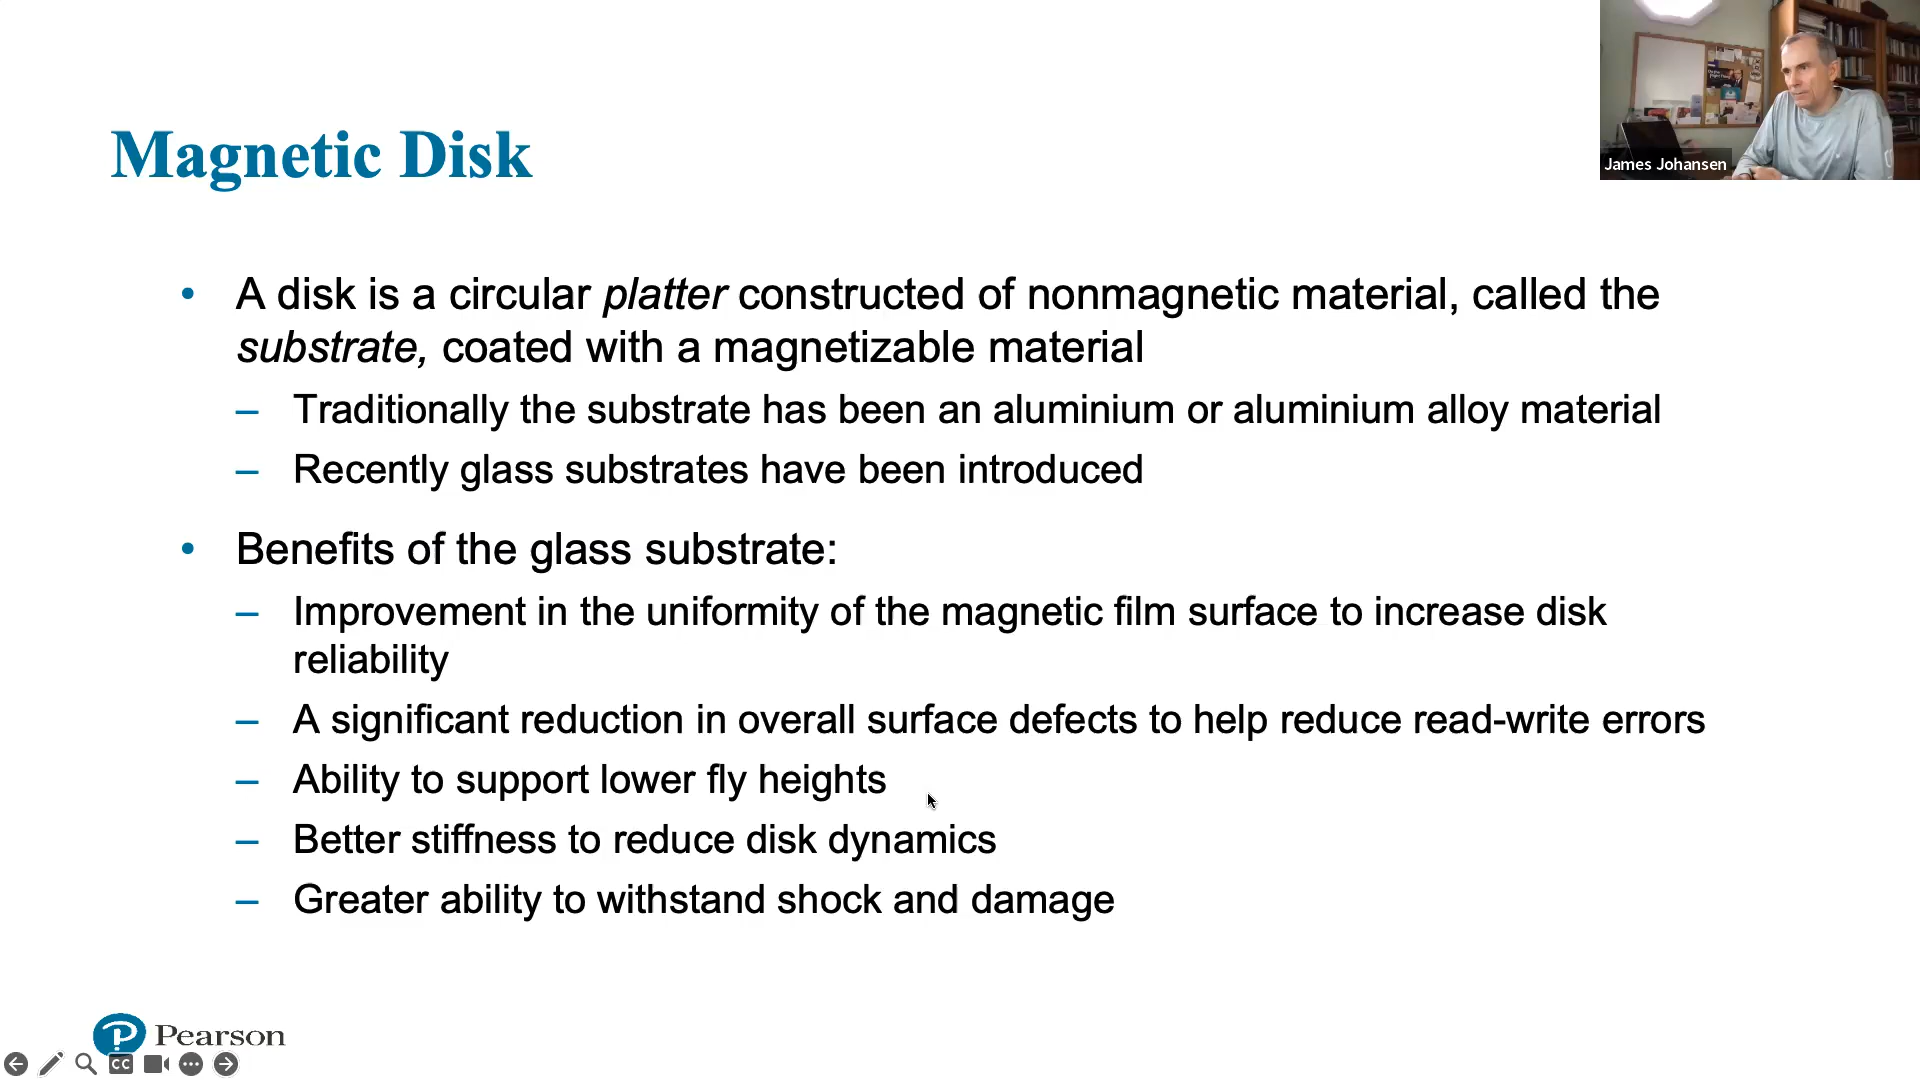 James Johansen
Magnetic Disk
• A disk is a circular platter constructed of nonmagnetic material, called the
substrate, coated with a magnetizable material
– Traditionally the substrate has been an aluminium or aluminium alloy material
– Recently glass substrates have been introduced
• Benefits of the glass substrate:
– Improvement in the uniformity of the magnetic film surface to increase disk
reliability
– A significant reduction in overall surface defects to help reduce read-write errors
– Ability to support lower fly heights
– Better stiffness to reduce disk dynamics
– Greater ability to withstand shock and damage
P Pearson
CC